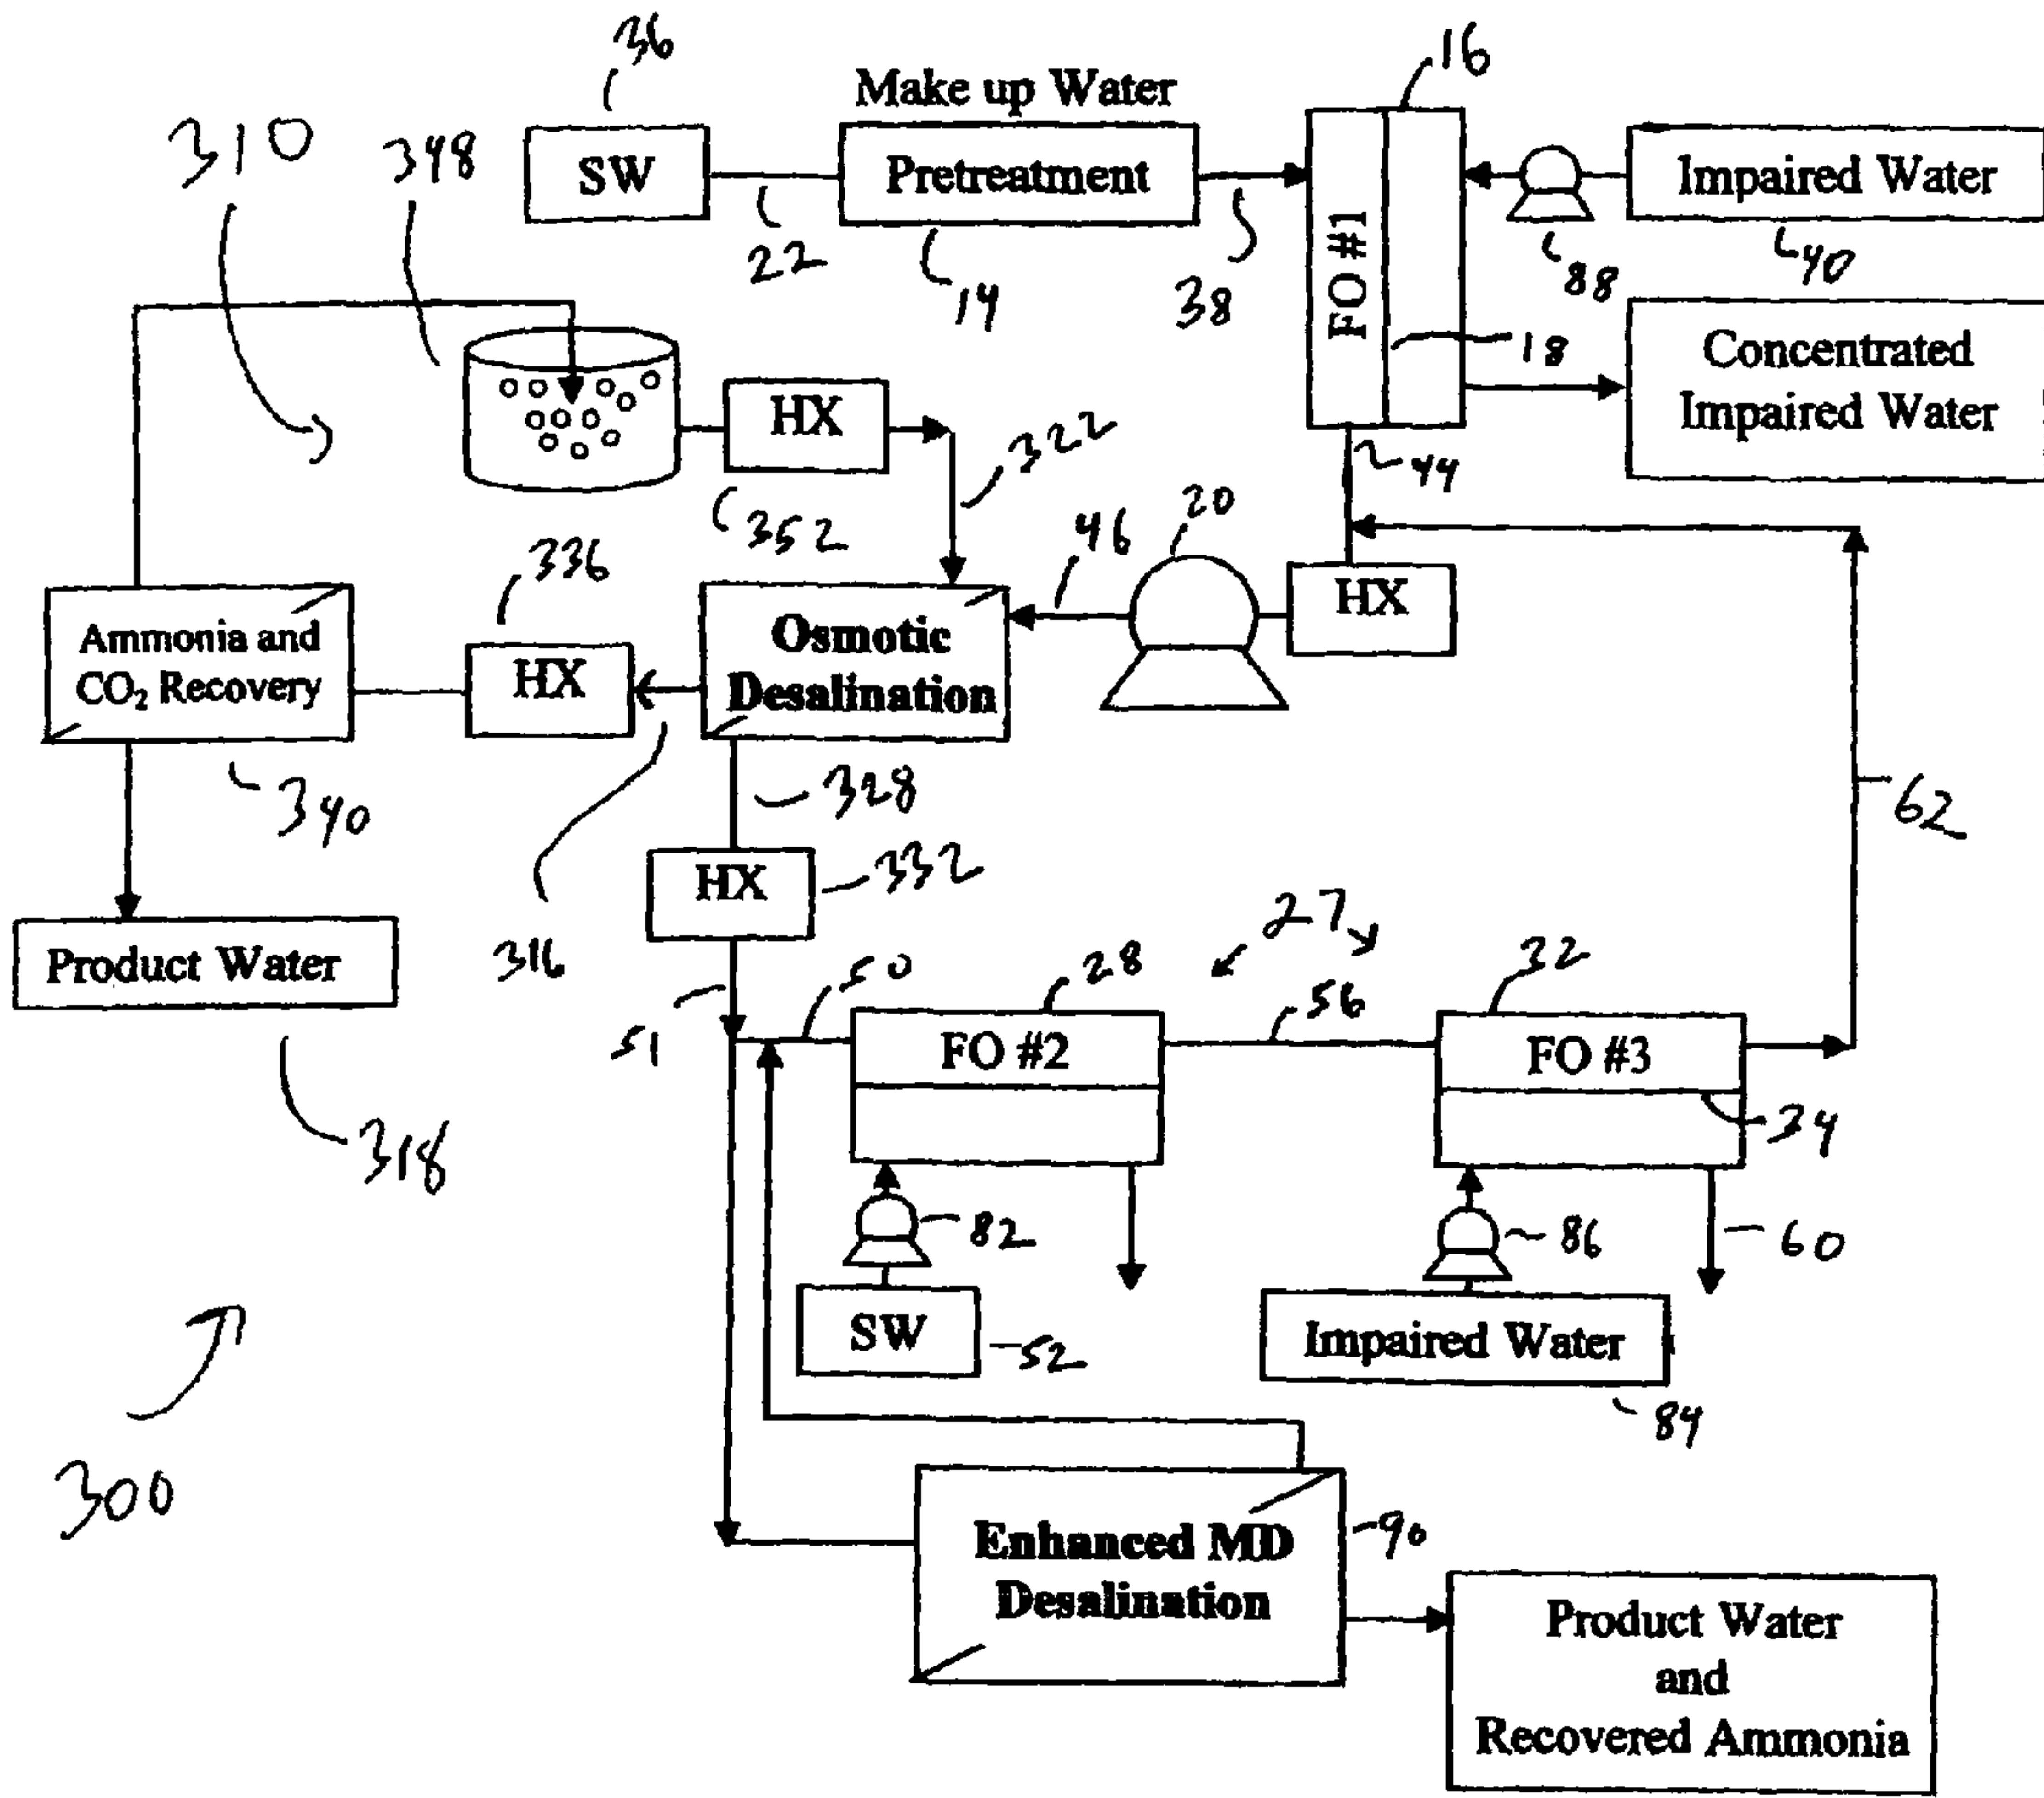 36
16
Make up Water
310
348
SW
Pretreatment
FO #1
Impaired Water
22
14
38
88
40
18
Concentrated
Impaired Water
HX
322
44
352
46
20
336
HX
Ammonia and
CO₂ Recovery
HX
Osmotic
Desalination
62
340
328
HX
332
Product Water
316
51
50
28
27
56
32
FO #2
FO #3
34
318
82
86
60
SW
52
Impaired Water
84
300
Enhanced MD
Desalination
90
Product Water
and
Recovered Ammonia